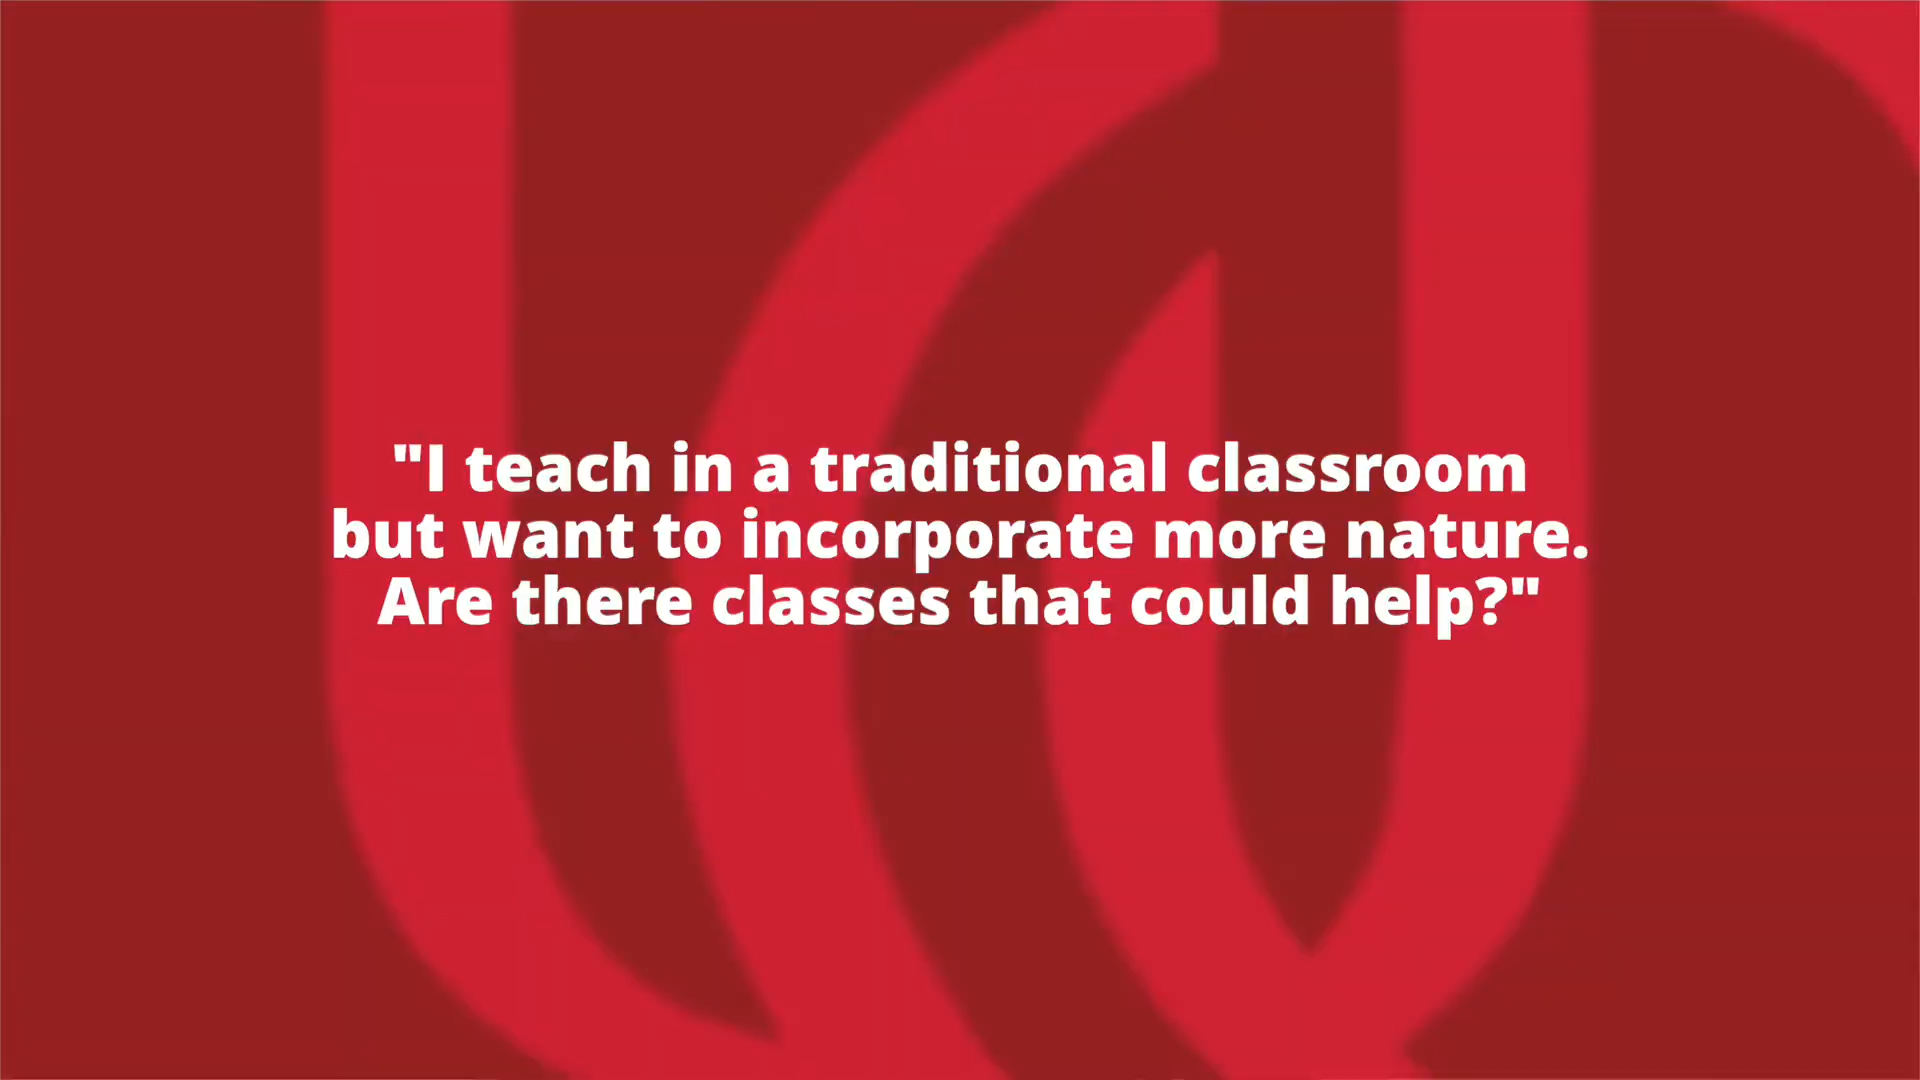 "I teach in a traditional classroom
but want to incorporate more nature.
Are there classes that could help?"